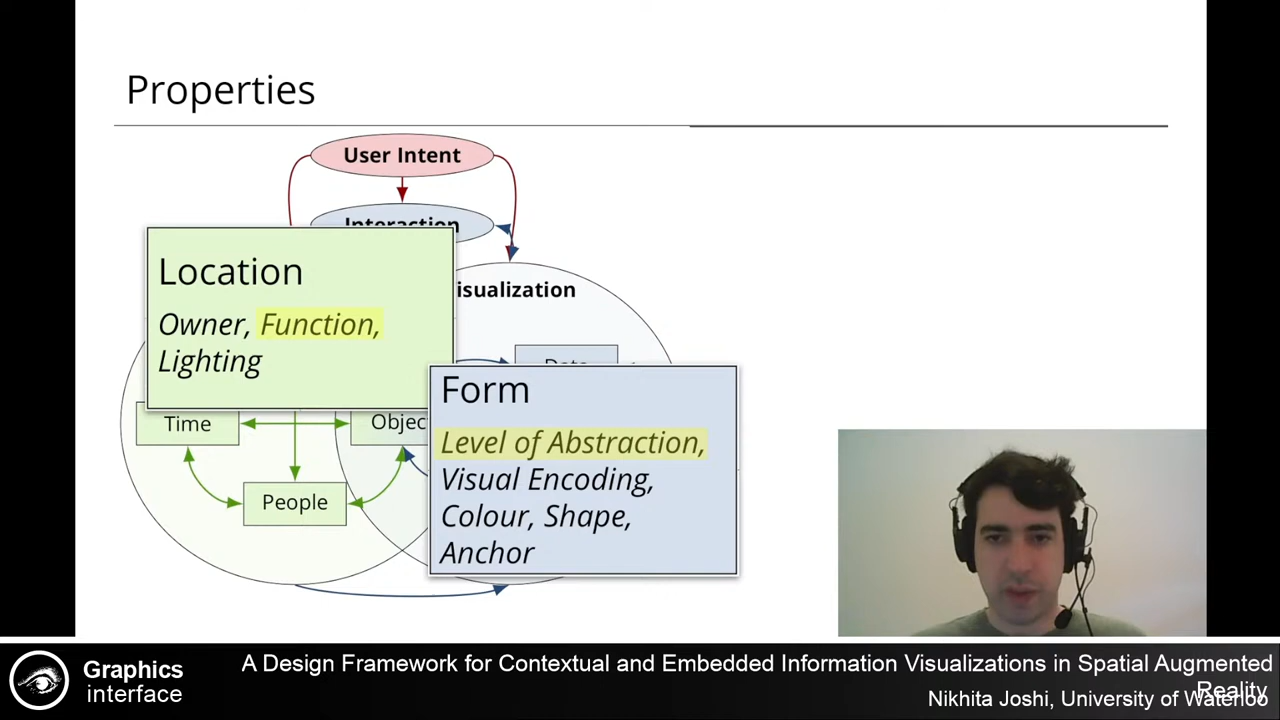 Properties
User Intent
Interaction
Location
Owner, Function,
Lighting
isualization
Data
Form
Level of Abstraction,
Visual Encoding,
Colour, Shape,
Anchor
Time
Objec
People
Graphics
interface
A Design Framework for Contextual and Embedded Information Visualizations in Spatial Augmented
Reality
Nikhita Joshi, University of Waterloo